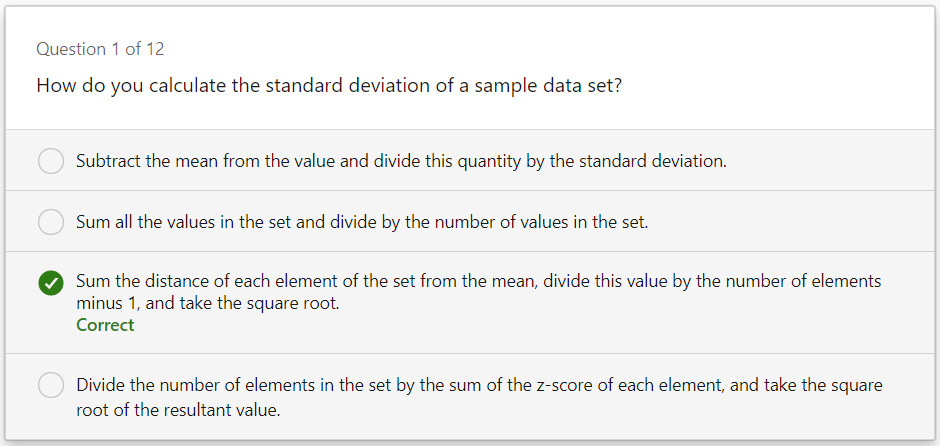 Question 1 of 12
How do you calculate the standard deviation of a sample data set?
Subtract the mean from the value and divide this quantity by the standard deviation.
Sum all the values in the set and divide by the number of values in the set.
Sum the distance of each element of the set from the mean, divide this value by the number of elements
minus 1, and take the square root.
Correct
Divide the number of elements in the set by the sum of the z-score of each element, and take the square
root of the resultant value.